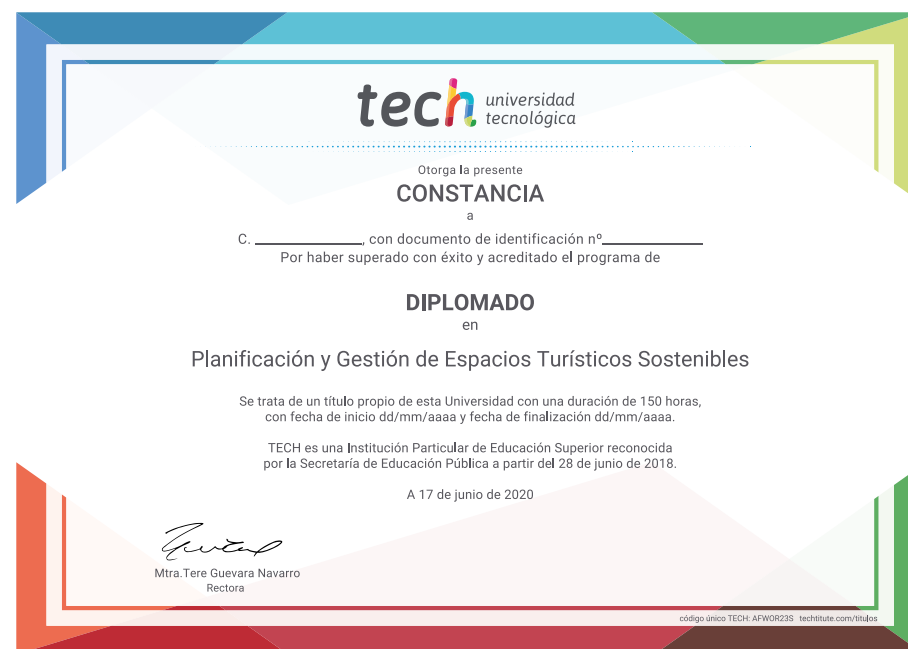 tech universidad
tecnológica
Otorga la presente
CONSTANCIA
a
C. ____________, con documento de identificación nº____________
Por haber superado con éxito y acreditado el programa de
DIPLOMADO
en
Planificación y Gestión de Espacios Turísticos Sostenibles
Se trata de un título propio de esta Universidad con una duración de 150 horas,
con fecha de inicio dd/mm/aaaa y fecha de finalización dd/mm/aaaa.
TECH es una Institución Particular de Educación Superior reconocida
por la Secretaría de Educación Pública a partir del 28 de junio de 2018.
A 17 de junio de 2020
Mtra.Tere Guevara Navarro
Rectora
código único TECH: AFWOR23S techtitute.com/titulos